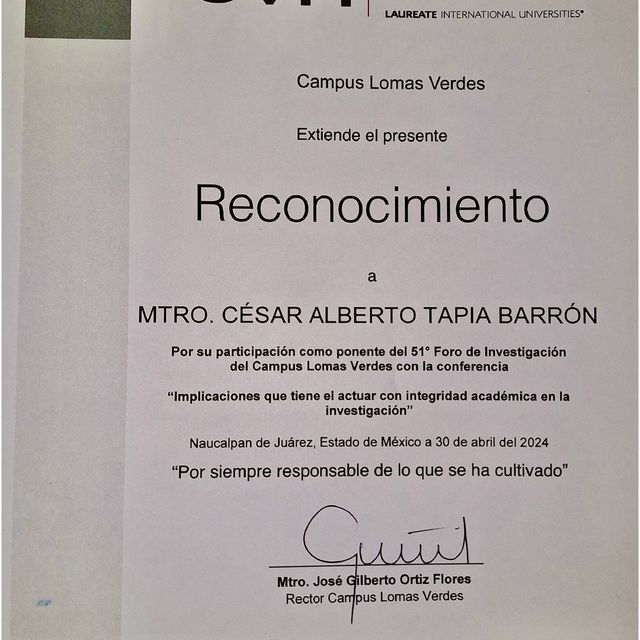 LAUREATE INTERNATIONAL UNIVERSITIES®
Campus Lomas Verdes
Extiende el presente
Reconocimiento
a
MTRO. CÉSAR ALBERTO TAPIA BARRÓN
Por su participación como ponente del 51° Foro de Investigación
del Campus Lomas Verdes con la conferencia
“Implicaciones que tiene el actuar con integridad académica en la
investigación”
Naucalpan de Juárez, Estado de México a 30 de abril del 2024
“Por siempre responsable de lo que se ha cultivado”
Mtro. José Gilberto Ortiz Flores
Rector Campus Lomas Verdes